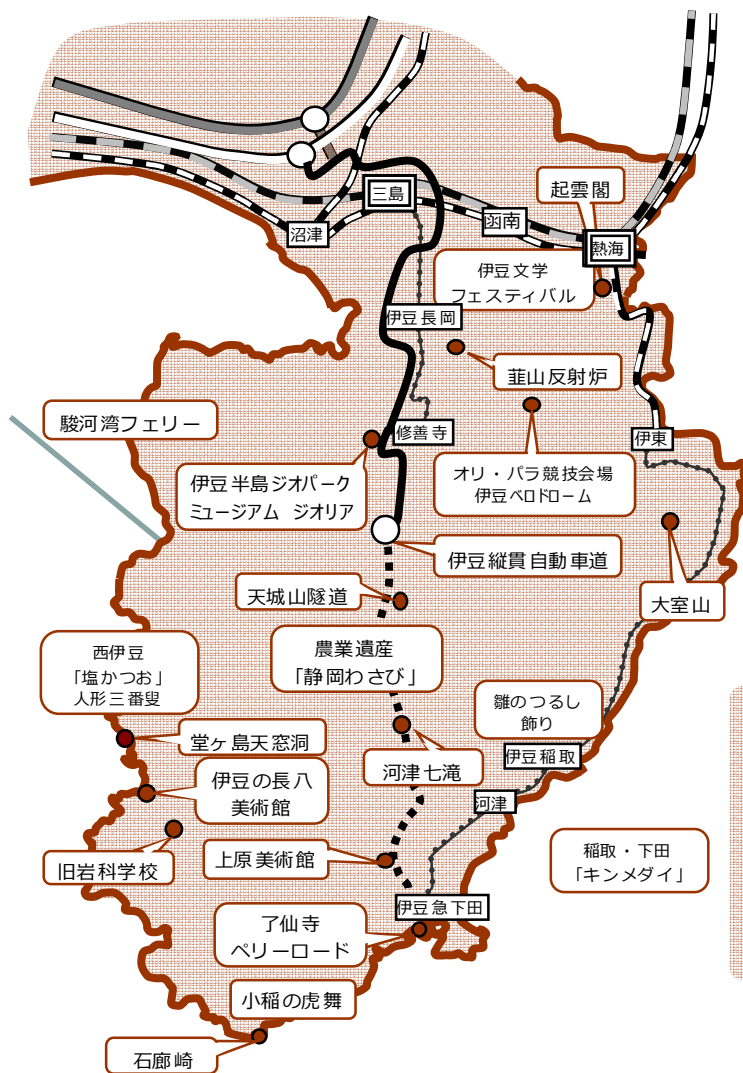 起雲閣
三島
函南
沼津
熱海
伊豆文学
フェスティバル
伊豆長岡
韮山反射炉
駿河湾フェリー
修善寺
伊東
オリ・パラ競技会場
伊豆ベロドローム
伊豆半島ジオパーク
ミュージアム ジオリア
伊豆縦貫自動車道
天城山隧道
大室山
西伊豆
「塩かつお」
人形三番叟
農業遺産
「静岡わさび」
雛のつるし
飾り
堂ヶ島天窓洞
伊豆稲取
河津七滝
伊豆の長八
美術館
河津
旧岩科学校
上原美術館
稲取・下田
「キンメダイ」
伊豆急下田
了仙寺
ペリーロード
小稲の虎舞
石廊崎